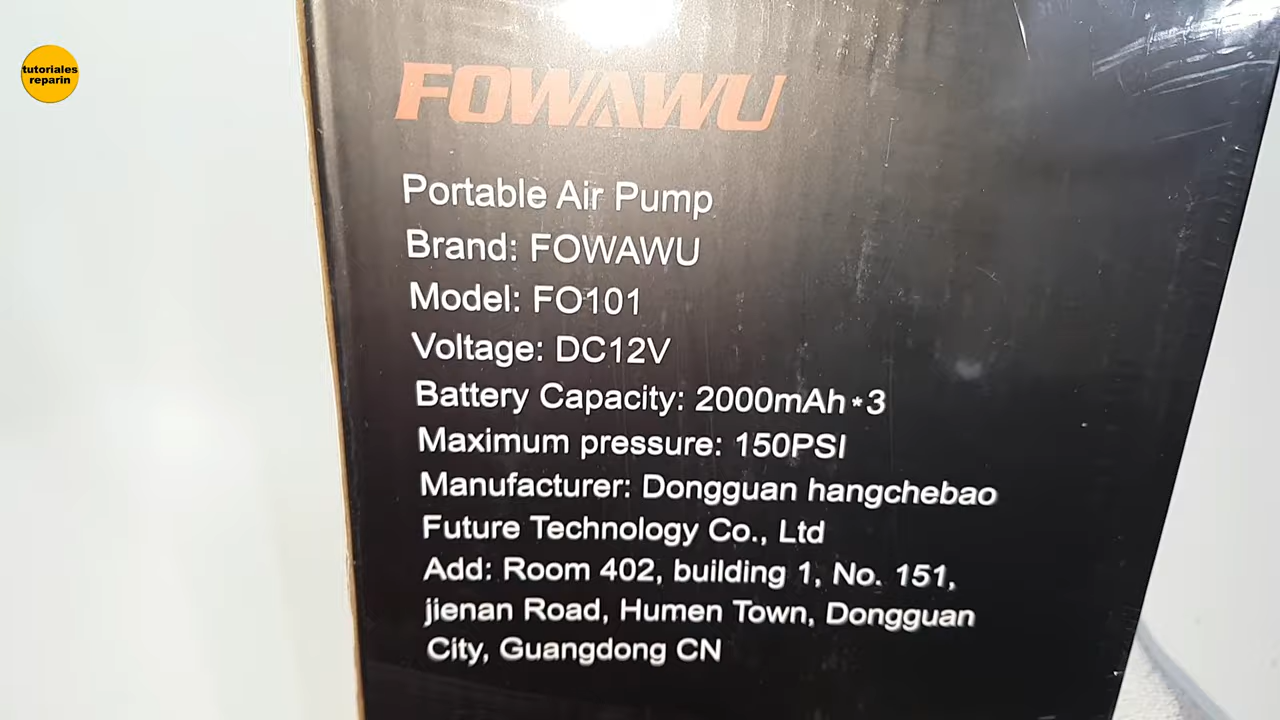 tutoriales
reparin
FOWAWU
Portable Air Pump
Brand: FOWAWU
Model: FO101
Voltage: DC12V
Battery Capacity: 2000mAh*3
Maximum pressure: 150PSI
Manufacturer: Dongguan hangchebao
Future Technology Co., Ltd
Add: Room 402, building 1, No. 151,
jienan Road, Humen Town, Dongguan
City, Guangdong CN